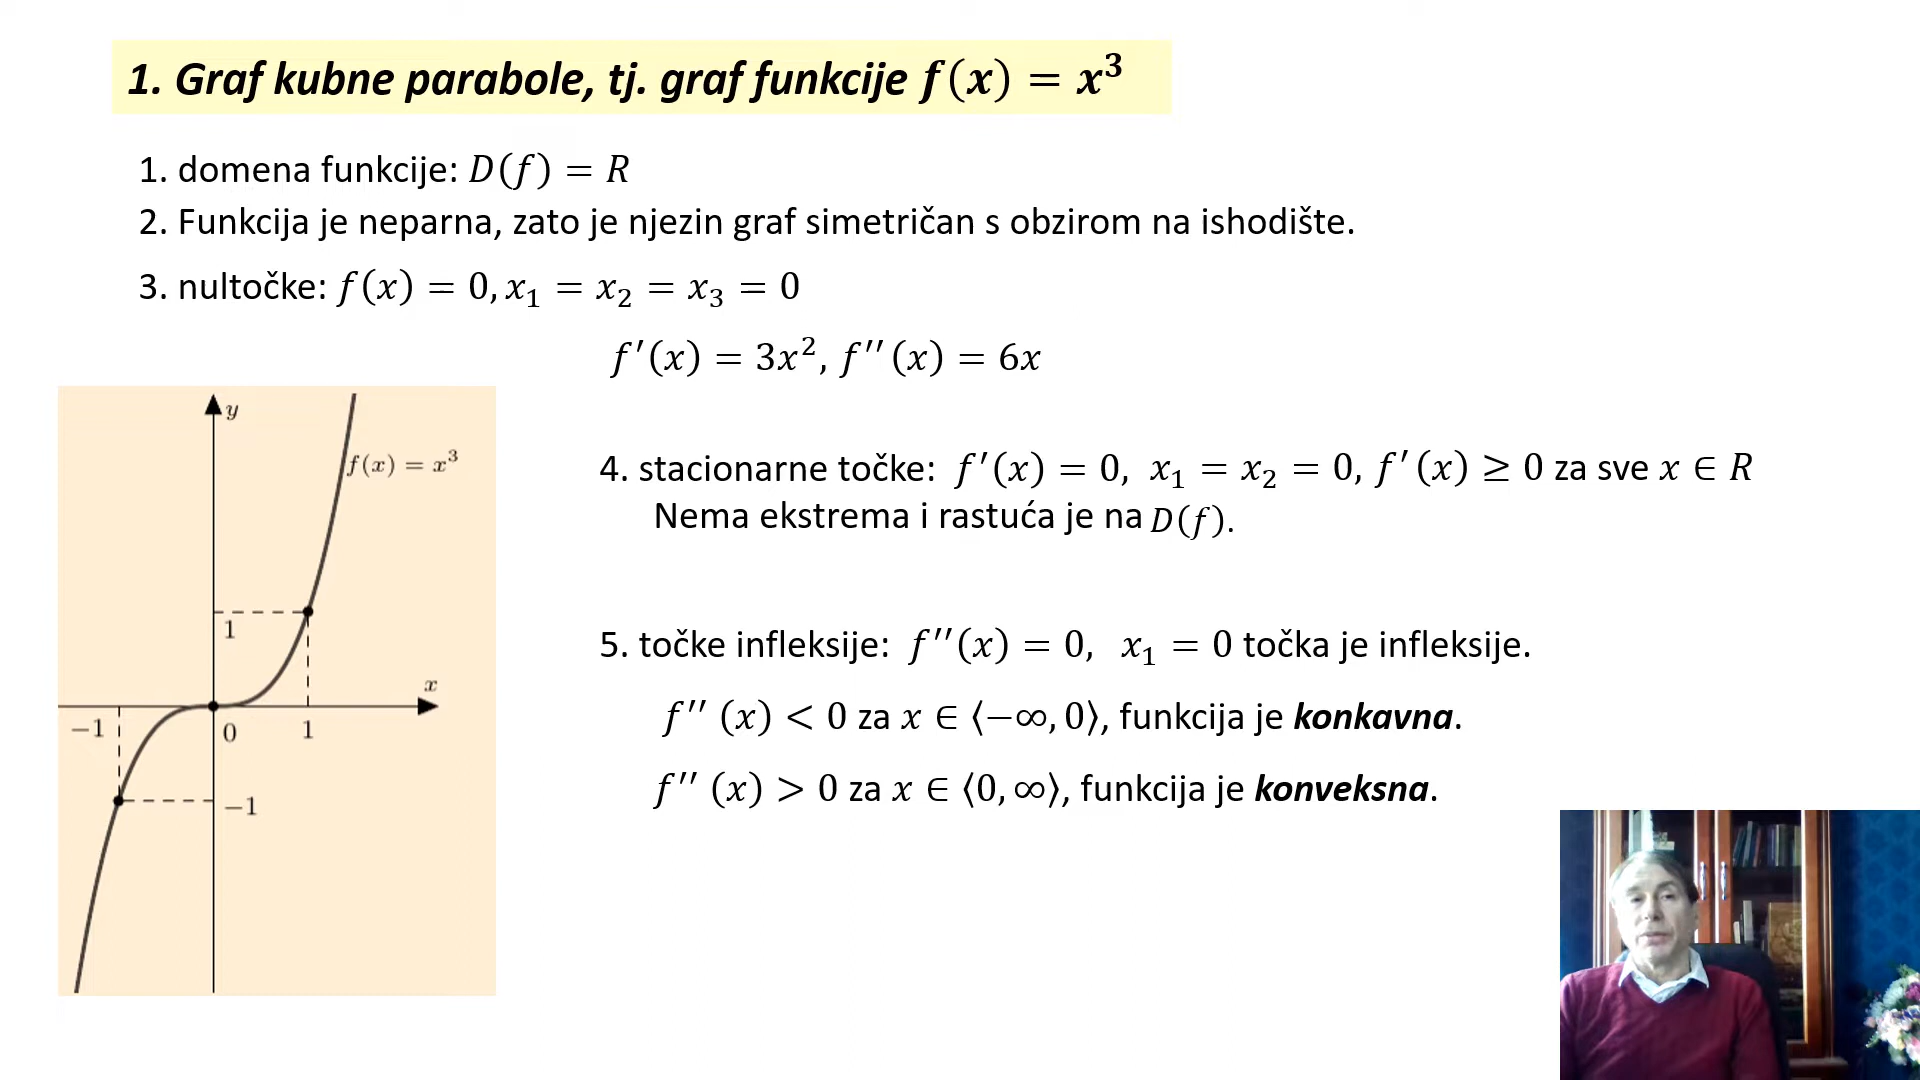 1. Graf kubne parabole, tj. graf funkcije f(x) = x³
1. domena funkcije: D(f) = R
2. Funkcija je neparna, zato je njezin graf simetričan s obzirom na ishodište.
3. nultočke: f(x) = 0, x₁ = x₂ = x₃ = 0
f′(x) = 3x², f′′(x) = 6x
y
f(x) = x³
1
x
−1
0
1
−1
4. stacionarne točke: f′(x) = 0, x₁ = x₂ = 0, f′(x) ≥ 0 za sve x ∈ R
Nema ekstrema i rastuća je na D(f).
5. točke infleksije: f′′(x) = 0, x₁ = 0 točka je infleksije.
f′′ (x) < 0 za x ∈ ⟨−∞, 0⟩, funkcija je konkavna.
f′′ (x) > 0 za x ∈ ⟨0, ∞⟩, funkcija je konveksna.